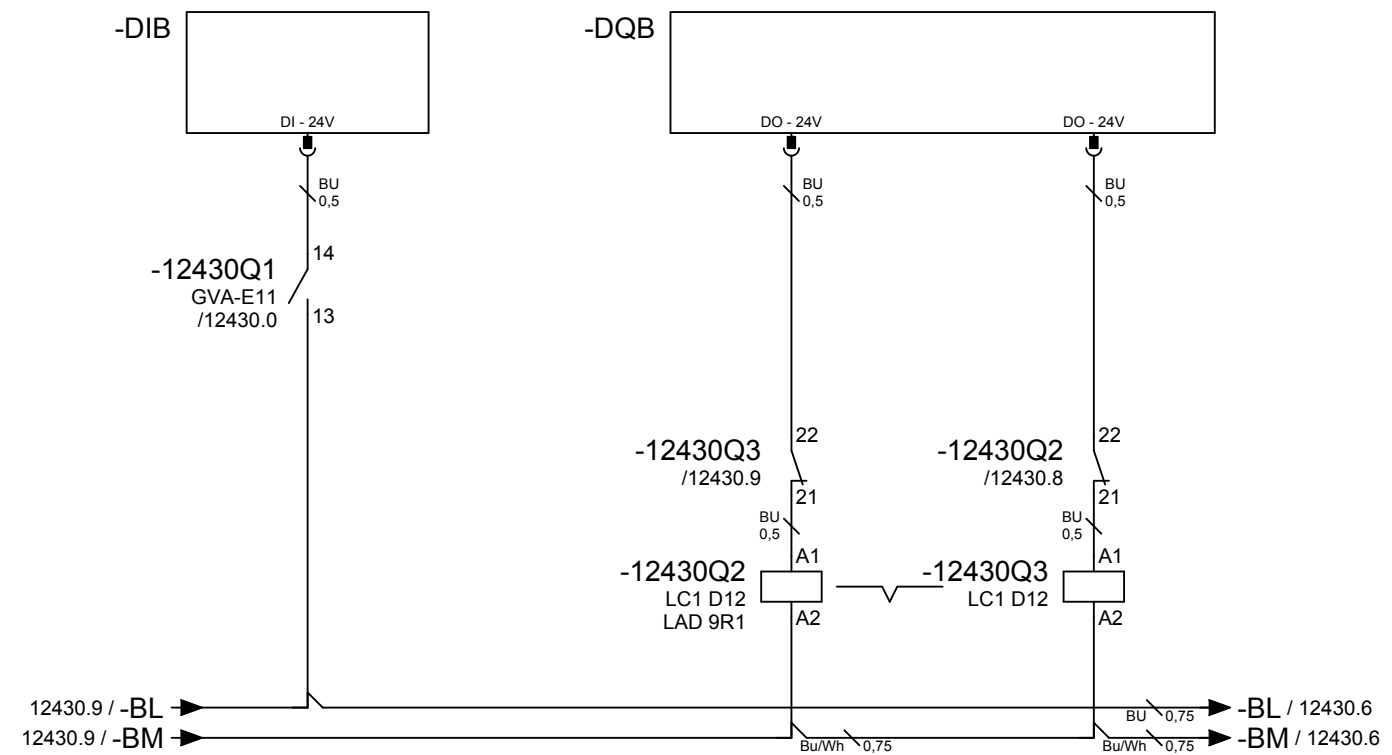 -DIB
-DQB
DI - 24V
DO - 24V
DO - 24V
BU
0,5
BU
0,5
BU
0,5
14
-12430Q1
GVA-E11
/12430.0
13
22
-12430Q3
/12430.9
21
22
-12430Q2
/12430.8
21
BU
0,5
BU
0,5
A1
-12430Q2
LC1 D12
LAD 9R1
A2
A1
-12430Q3
LC1 D12
A2
12430.9 / -BL
BU 0,75
-BL / 12430.6
12430.9 / -BM
Bu/Wh 0,75
Bu/Wh 0,75
-BM / 12430.6